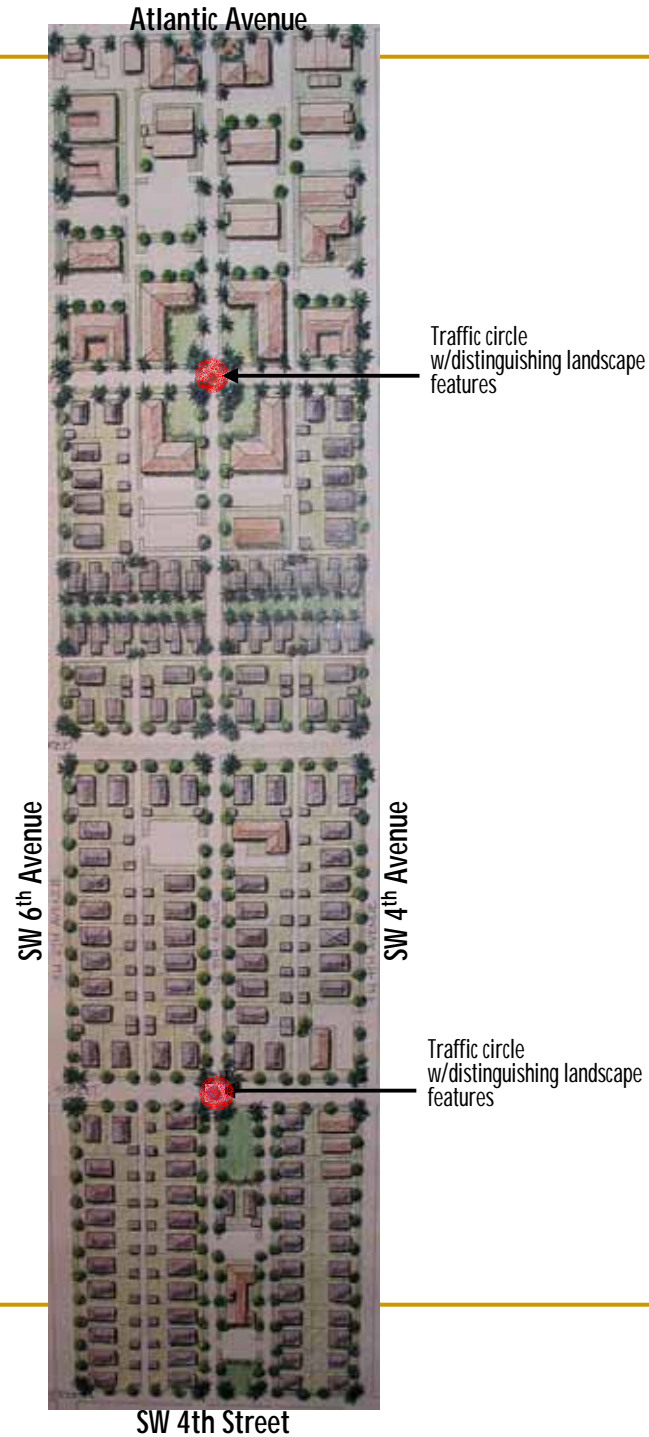 Atlantic Avenue
Traffic circle
w/distinguishing landscape
features
SW 6th Avenue
SW 4th Avenue
Traffic circle
w/distinguishing landscape
features
SW 4th Street